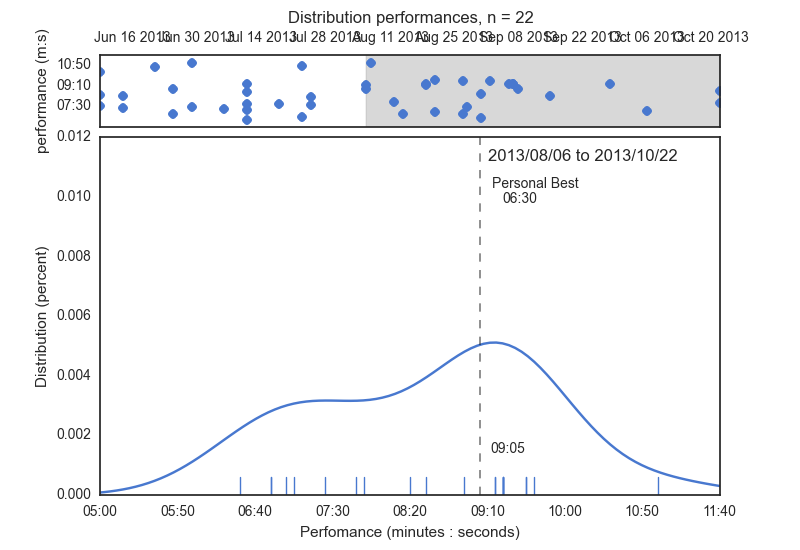 Distribution performances, n = 22
Jun 16 2013 Jun 30 2013 Jul 14 2013 Jul 28 2013 Aug 11 2013 Aug 25 2013 Sep 08 2013 Sep 22 2013 Oct 06 2013 Oct 20 2013
performance (m:s)
10:50
09:10
07:30
0.012
0.010
0.008
0.006
0.004
0.002
0.000
Distribution (percent)
2013/08/06 to 2013/10/22
Personal Best
06:30
09:05
05:00 05:50 06:40 07:30 08:20 09:10 10:00 10:50 11:40
Perfomance (minutes : seconds)